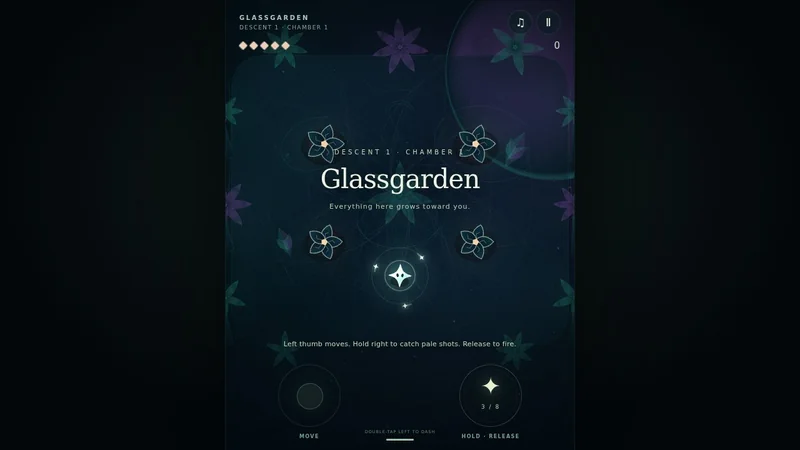 GLASSGARDEN
DESCENT 1 · CHAMBER 1
0
DESCENT 1 · CHAMBER 1
Glassgarden
Everything here grows toward you.
Left thumb moves. Hold right to catch pale shots. Release to fire.
3 / 8
DOUBLE-TAP LEFT TO DASH
MOVE
HOLD · RELEASE